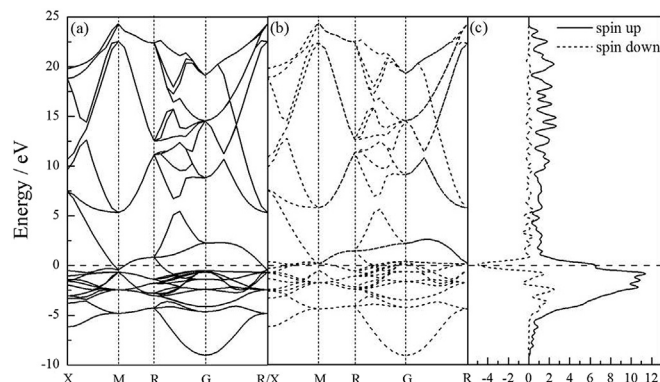 (a)
(b)
(c)
spin up
spin down
Energy / eV
25
20
15
10
5
0
-5
-10
X M R G R/X M R G R -4 -2 0 2 4 6 8 10 12